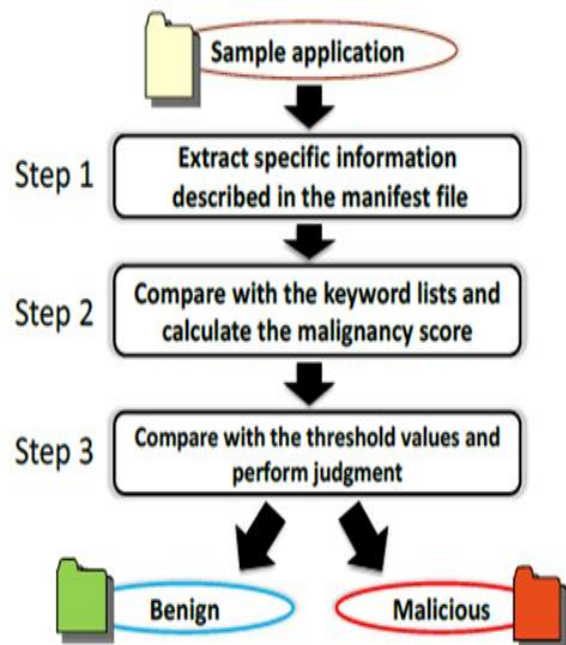 Sample application
Step 1
Extract specific information
described in the manifest file
Step 2
Compare with the keyword lists and
calculate the malignancy score
Step 3
Compare with the threshold values and
perform judgment
Benign
Malicious